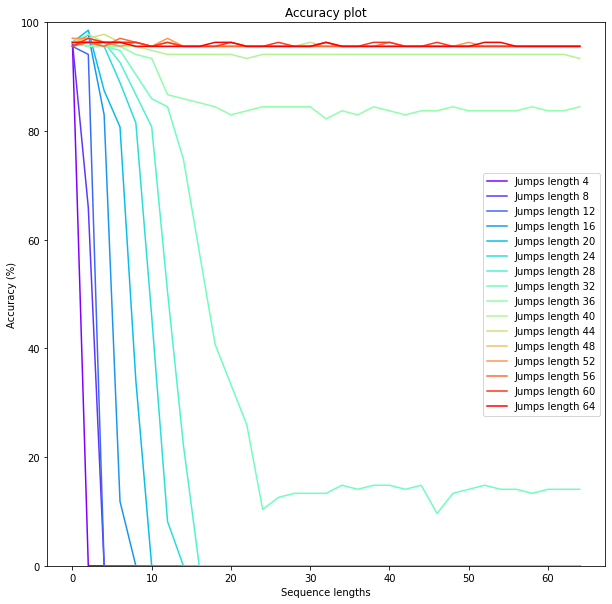 Accuracy plot
100
80
60
40
20
0
Accuracy (%)
Jumps length 4
Jumps length 8
Jumps length 12
Jumps length 16
Jumps length 20
Jumps length 24
Jumps length 28
Jumps length 32
Jumps length 36
Jumps length 40
Jumps length 44
Jumps length 48
Jumps length 52
Jumps length 56
Jumps length 60
Jumps length 64
0 10 20 30 40 50 60
Sequence lengths